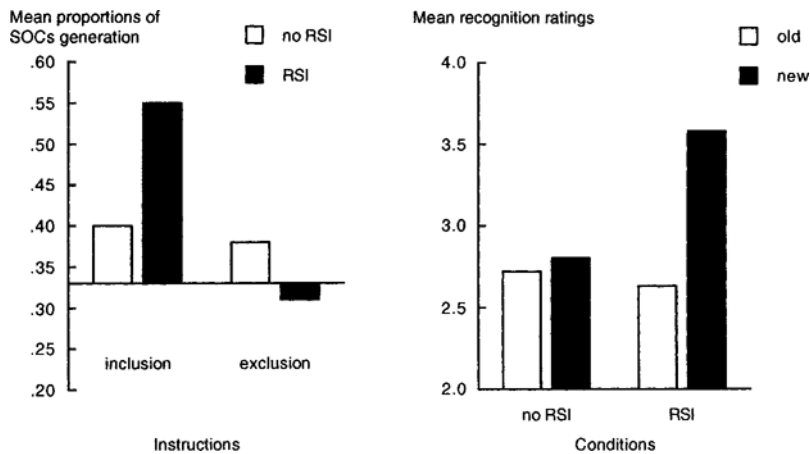 Mean proportions of
SOCs generation
no RSI
RSI
.60
.55
.50
.45
.40
.33
.30
.25
.20
inclusion
exclusion
Instructions
Mean recognition ratings
old
new
4.0
3.5
3.0
2.5
2.0
no RSI
RSI
Conditions